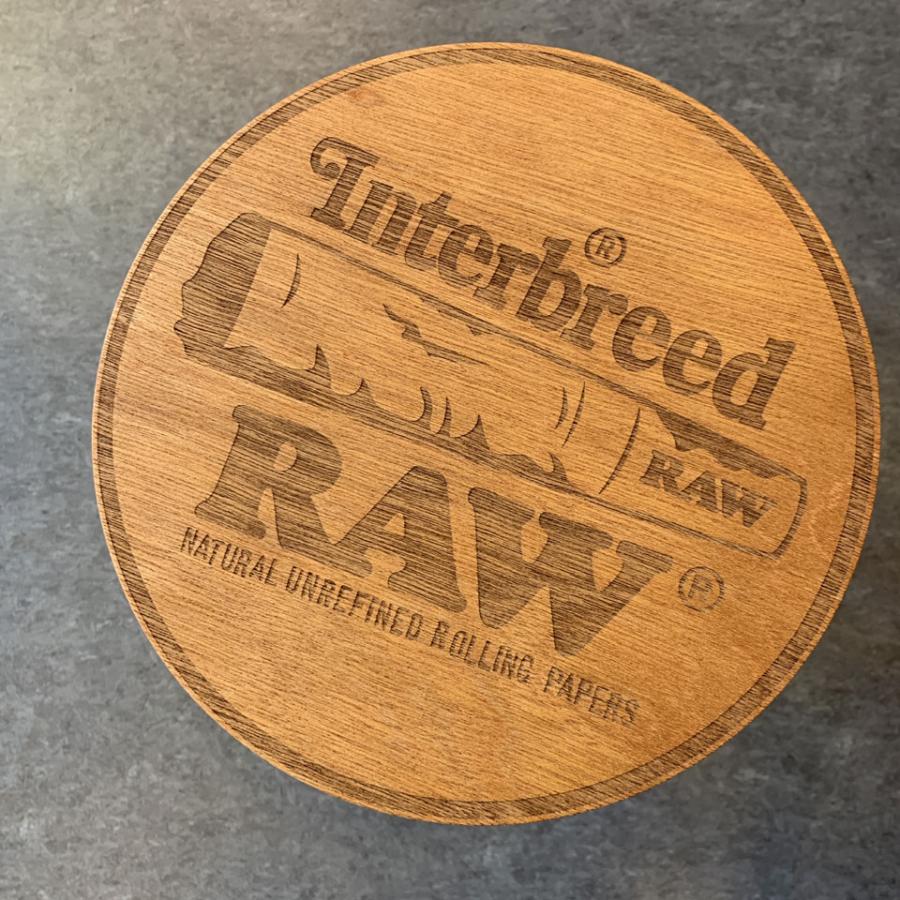 Interbreed®
RAW
RAW®
NATURAL UNREFINED ROLLING PAPERS